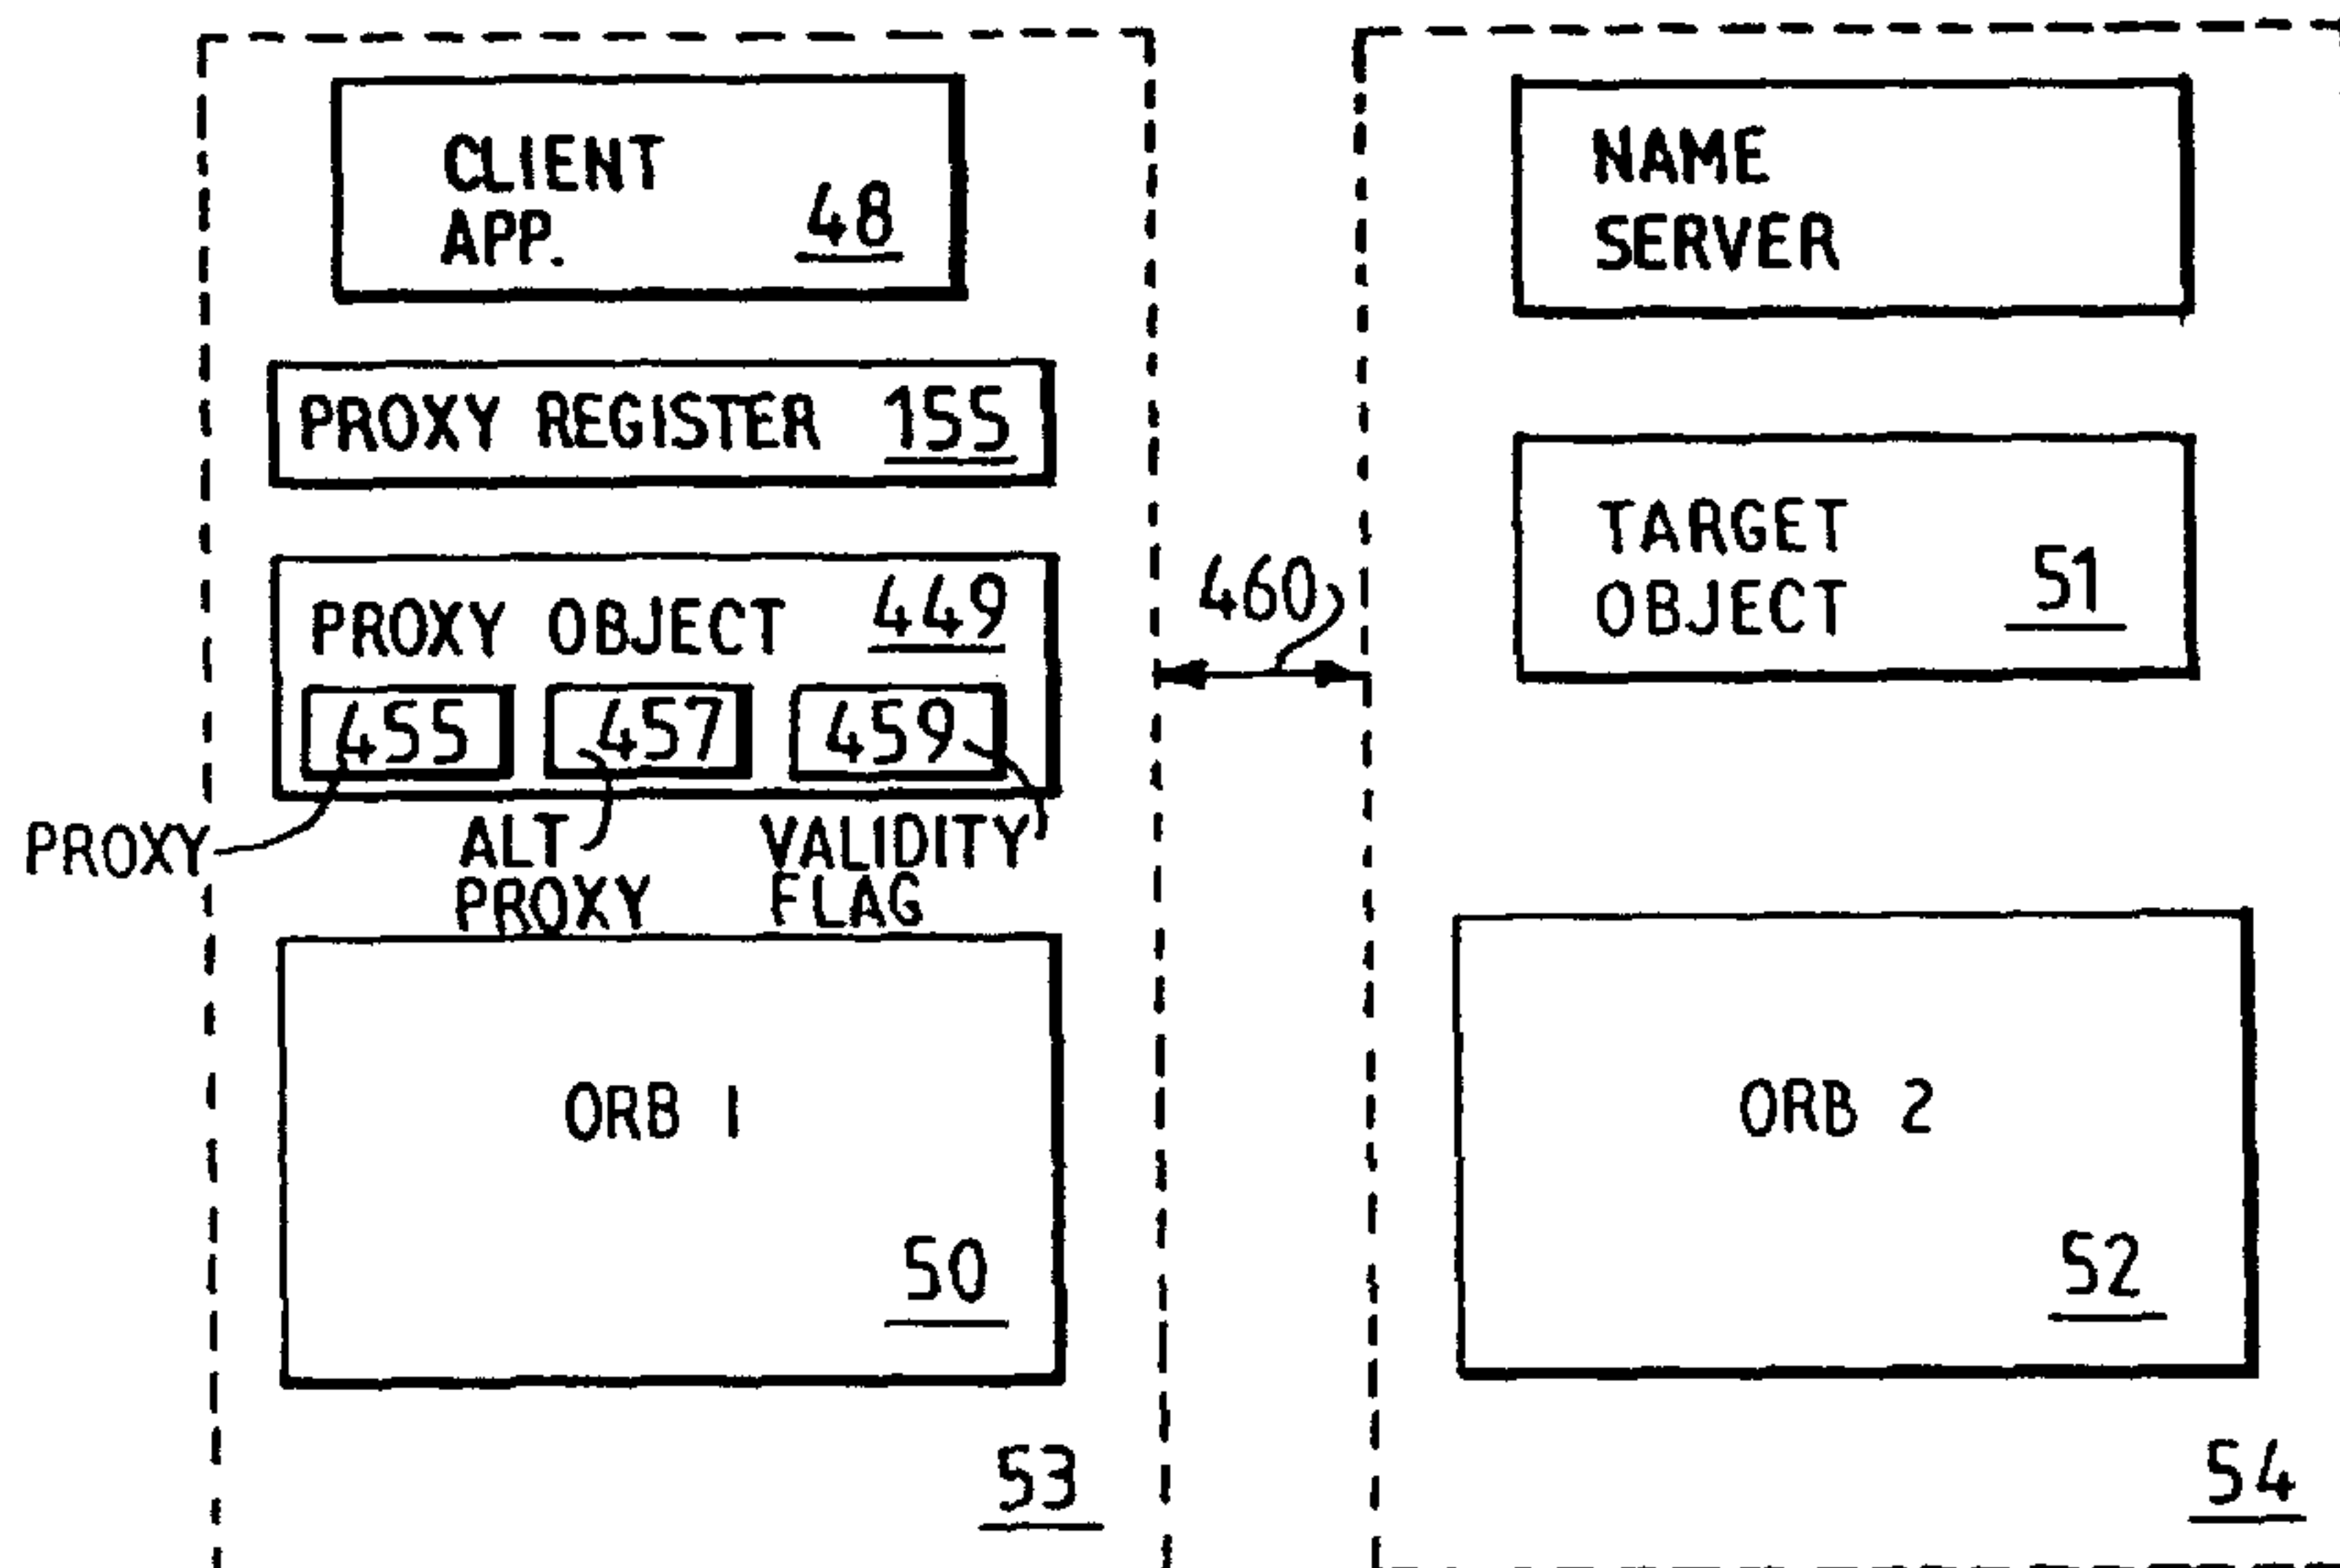 CLIENT
APP. 48
PROXY REGISTER 155
PROXY OBJECT 449
455 457 459
PROXY
ALT
PROXY
VALIDITY
FLAG
ORB 1
50
53
460
NAME
SERVER
TARGET
OBJECT 51
ORB 2
52
54